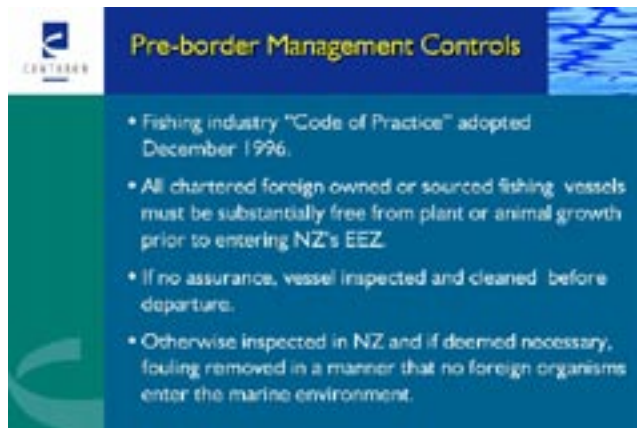 CENTAREN
Pre-border Management Controls
• Fishing industry "Code of Practice" adopted
December 1996.
• All chartered foreign owned or sourced fishing vessels
must be substantially free from plant or animal growth
prior to entering NZ's EEZ.
• If no assurance, vessel inspected and cleaned before
departure.
• Otherwise inspected in NZ and if deemed necessary,
fouling removed in a manner that no foreign organisms
enter the marine environment.